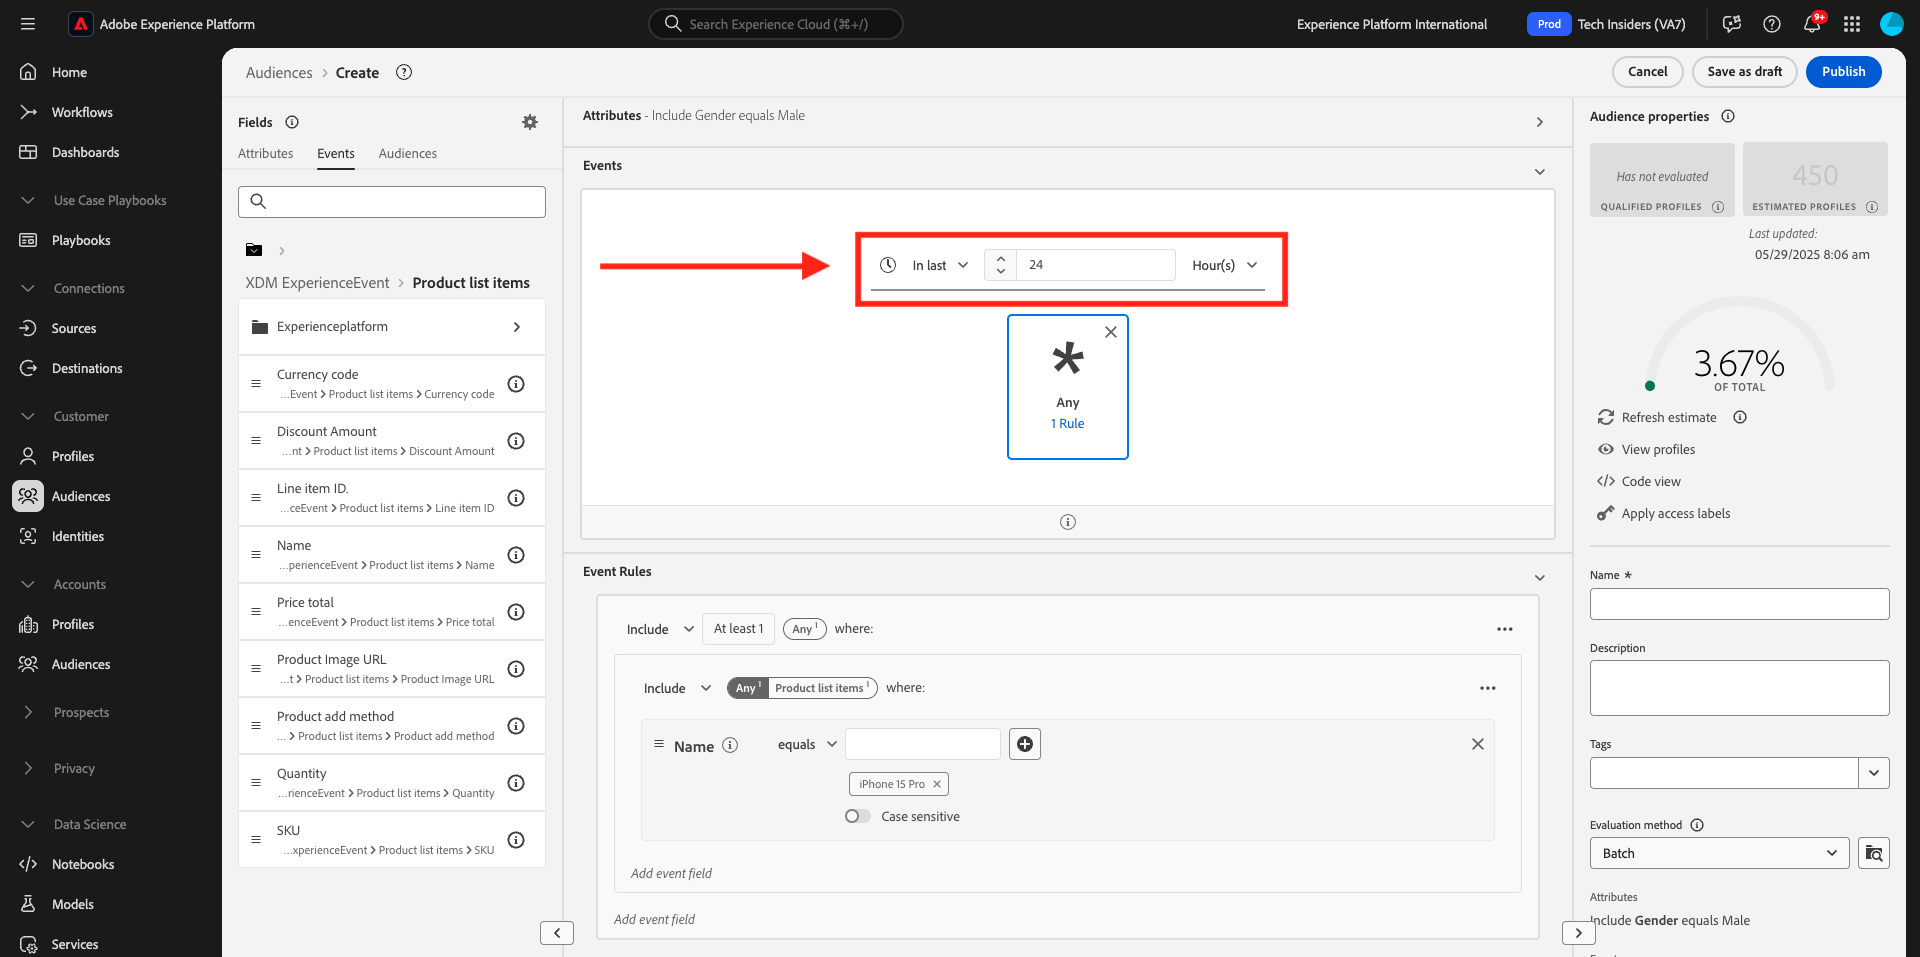 Adobe Experience Platform
Search Experience Cloud (⌘+/)
Experience Platform International
Prod
Tech Insiders (VA7)
9+
Home
Workflows
Dashboards
Use Case Playbooks
Playbooks
Connections
Sources
Destinations
Customer
Profiles
Audiences
Identities
Accounts
Profiles
Audiences
Prospects
Privacy
Data Science
Notebooks
Models
Services
Audiences > Create
Cancel
Save as draft
Publish
Fields
Attributes
Events
Audiences
XDM ExperienceEvent > Product list items
Experienceplatform
Currency code
...Event > Product list items > Currency code
Discount Amount
...nt > Product list items > Discount Amount
Line item ID.
...ceEvent > Product list items > Line item ID
Name
...perienceEvent > Product list items > Name
Price total
...enceEvent > Product list items > Price total
Product Image URL
...t > Product list items > Product Image URL
Product add method
... > Product list items > Product add method
Quantity
...rienceEvent > Product list items > Quantity
SKU
...xperienceEvent > Product list items > SKU
Attributes - Include Gender equals Male
Events
In last
24
Hour(s)
*
Any
1 Rule
Event Rules
Include
At least 1
Any 1
where:
Include
Any 1
Product list items 1
where:
Name
equals
iPhone 15 Pro
Case sensitive
Add event field
Add event field
Audience properties
Has not evaluated
QUALIFIED PROFILES
450
ESTIMATED PROFILES
Last updated:
05/29/2025 8:06 am
3.67%
OF TOTAL
Refresh estimate
View profiles
Code view
Apply access labels
Name *
Description
Tags
Evaluation method
Batch
Attributes
Include Gender equals Male